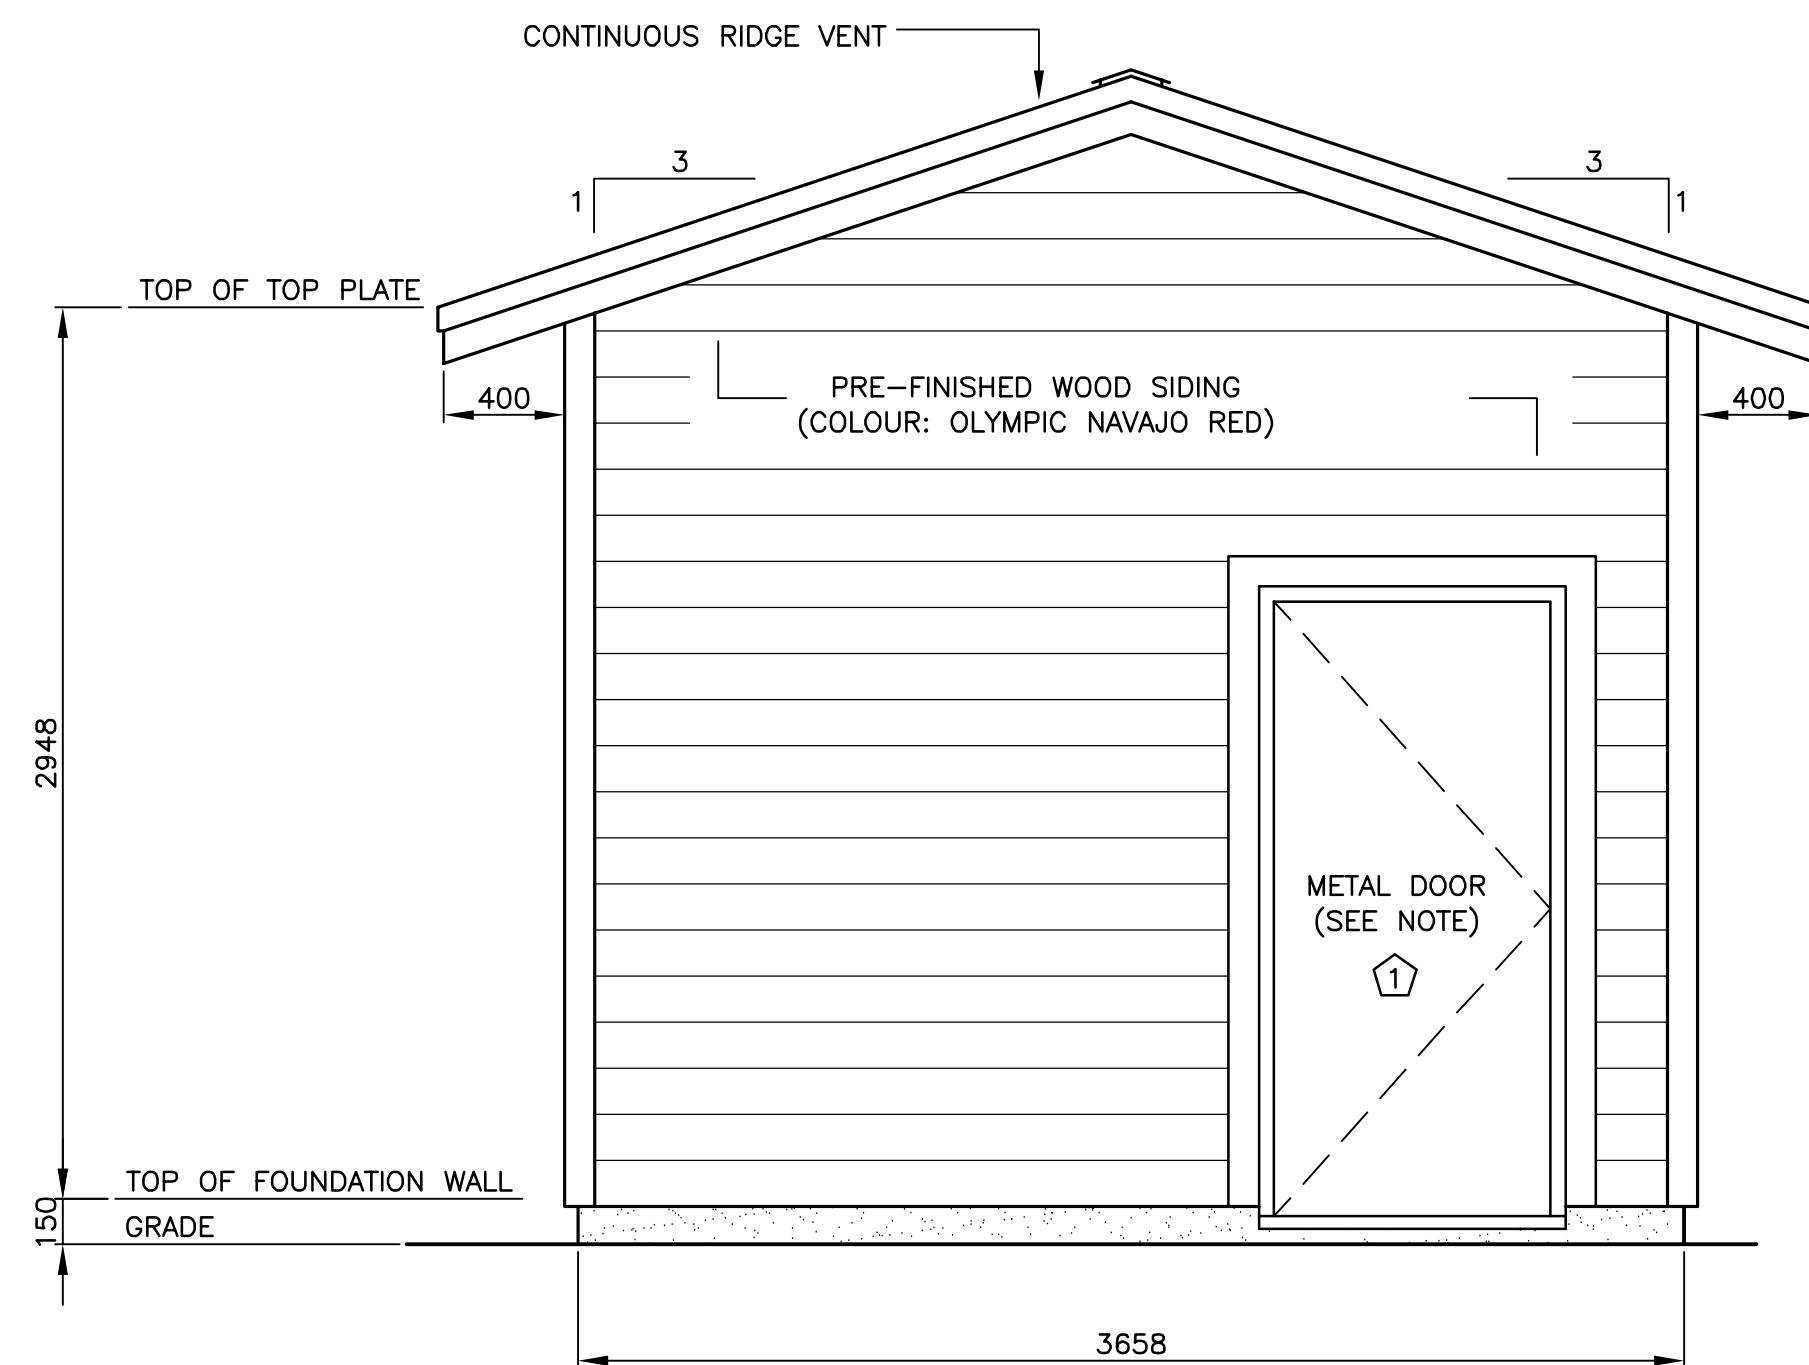 CONTINUOUS RIDGE VENT
3
3
1
1
TOP OF TOP PLATE
PRE-FINISHED WOOD SIDING
400
400
(COLOUR: OLYMPIC NAVAJO RED)
2948
METAL DOOR
(SEE NOTE)
1
TOP OF FOUNDATION WALL
150
GRADE
3658